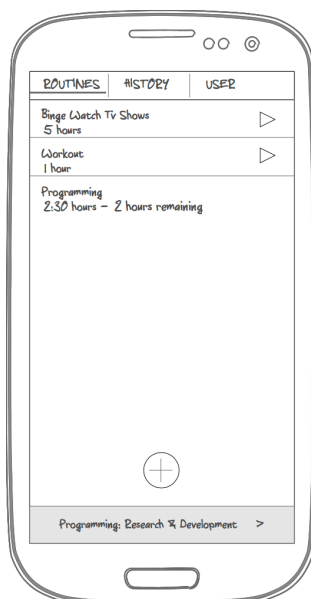 ROUTINES HISTORY USER
Binge Watch Tv Shows
5 hours
Workout
1 hour
Programming
2:30 hours - 2 hours remaining
Programming: Research & Development >